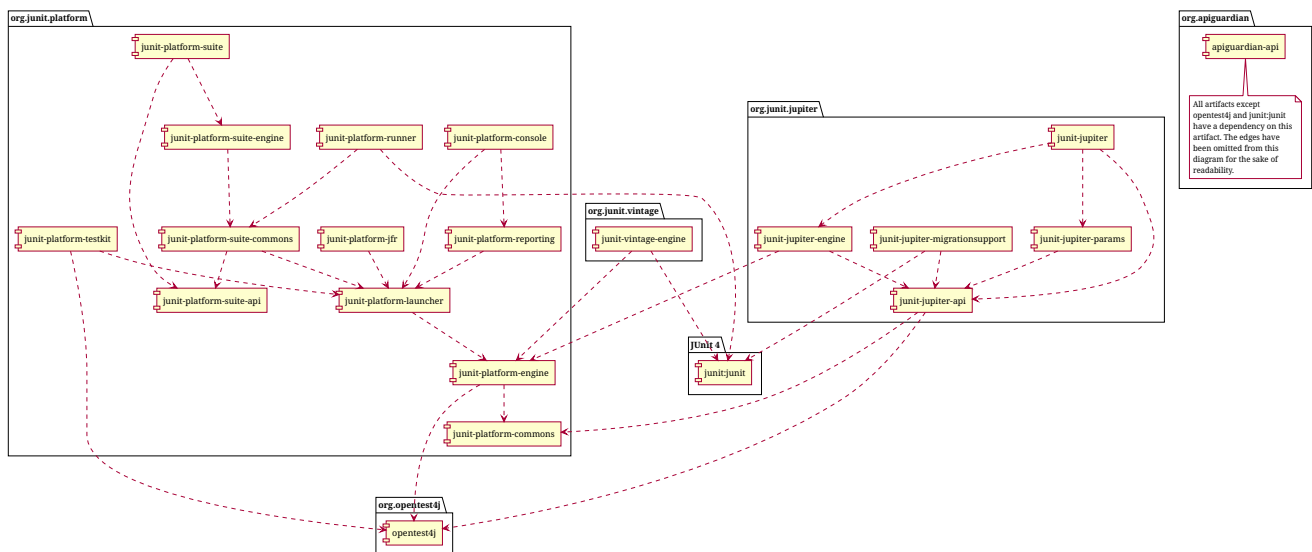 org.junit.platform
org.apiguardian
junit-platform-suite
apiguardian-api
All artifacts except
opentest4j and junit:junit
have a dependency on this
artifact. The edges have
been omitted from this
diagram for the sake of
readability.
org.junit.jupiter
junit-platform-suite-engine
junit-platform-runner
junit-platform-console
junit-jupiter
org.junit.vintage
junit-platform-testkit
junit-platform-suite-commons
junit-platform-jfr
junit-platform-reporting
junit-vintage-engine
junit-jupiter-engine
junit-jupiter-migrationsupport
junit-jupiter-params
junit-platform-suite-api
junit-platform-launcher
junit-jupiter-api
JUnit 4
junit-platform-engine
junit:junit
junit-platform-commons
org.opentest4j
opentest4j